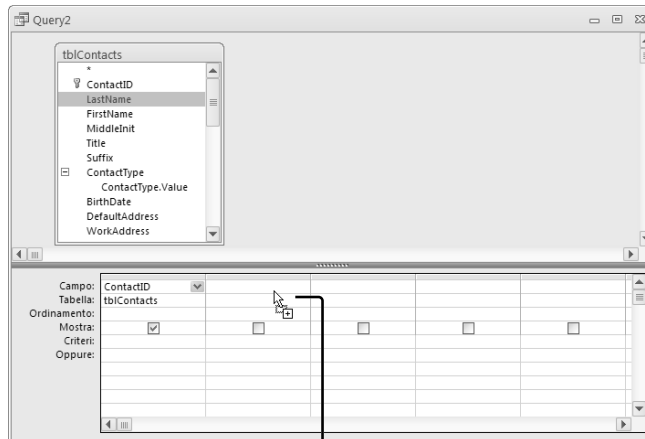 Query2
tblContacts
*
ContactID
LastName
FirstName
MiddleInit
Title
Suffix
ContactType
ContactType.Value
BirthDate
DefaultAddress
WorkAddress
Campo: ContactID
Tabella: tblContacts
Ordinamento:
Mostra:
Criteri:
Oppure: